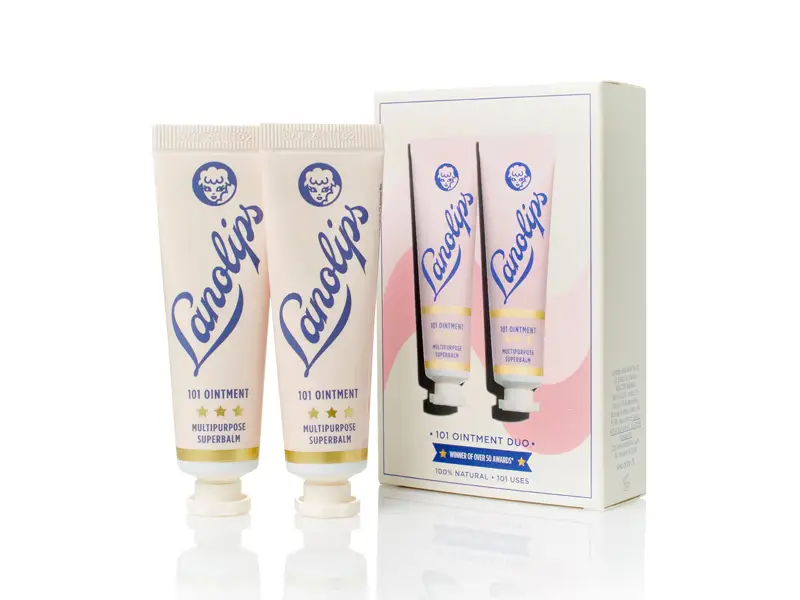 Lanolips
101 OINTMENT
MULTIPURPOSE
SUPERBALM
Lanolips
101 OINTMENT
MULTIPURPOSE
SUPERBALM
Lanolips
101 OINTMENT
MULTIPURPOSE
SUPERBALM
Lanolips
101 OINTMENT
MULTIPURPOSE
SUPERBALM
• 101 OINTMENT DUO •
WINNER OF OVER 50 AWARDS*
100% NATURAL • 101 USES